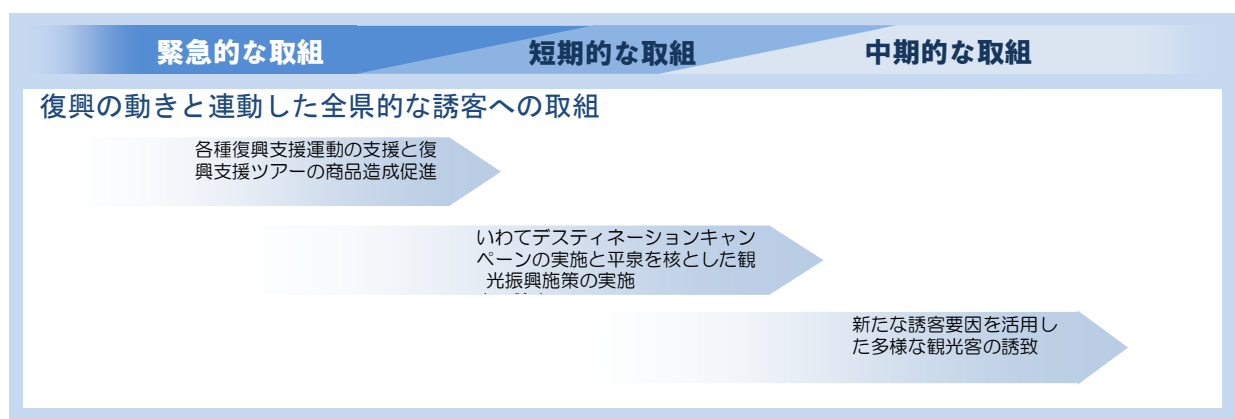 緊急的な取組
短期的な取組
中期的な取組
復興の動きと連動した全県的な誘客への取組
各種復興支援運動の支援と復
興支援ツアーの商品造成促進
いわてデスティネーションキャン
ペーンの実施と平泉を核とした観
光振興施策の実施
新たな誘客要因を活用し
た多様な観光客の誘致